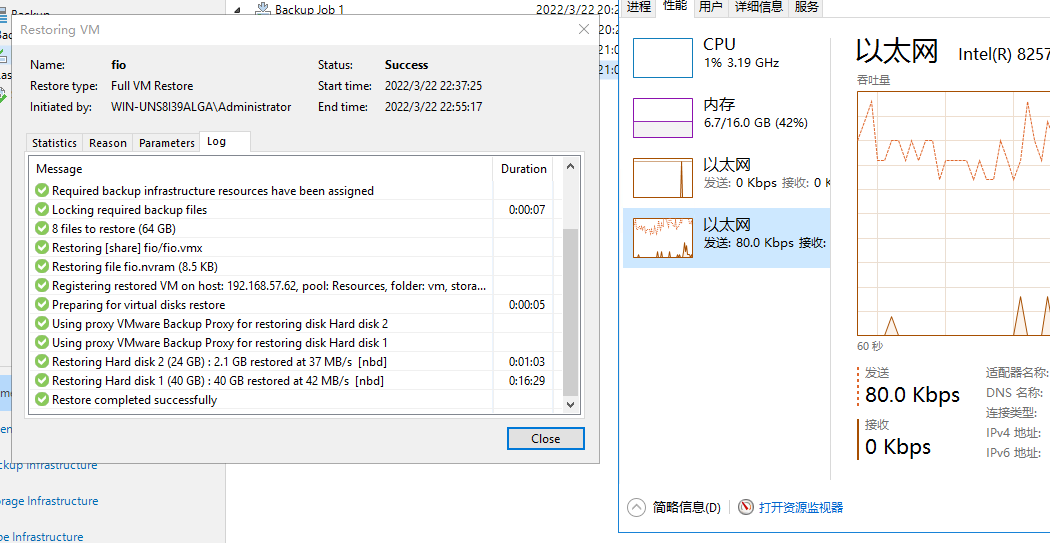 Backup
Backup Job 1
2022/3/22 20:2
Restoring VM
Name:
fio
Status:
Success
Restore type:
Full VM Restore
Start time:
2022/3/22 22:37:25
Initiated by:
WIN-UNS8I39ALGA\Administrator
End time:
2022/3/22 22:55:17
Statistics
Reason
Parameters
Log
Message
Duration
Required backup infrastructure resources have been assigned
Locking required backup files
0:00:07
8 files to restore (64 GB)
Restoring [share] fio/fio.vmx
Restoring file fio.nvram (8.5 KB)
Registering restored VM on host: 192.168.57.62, pool: Resources, folder: vm, stora...
Preparing for virtual disks restore
0:00:05
Using proxy VMware Backup Proxy for restoring disk Hard disk 2
Using proxy VMware Backup Proxy for restoring disk Hard disk 1
Restoring Hard disk 2 (24 GB) : 2.1 GB restored at 37 MB/s [nbd]
0:01:03
Restoring Hard disk 1 (40 GB) : 40 GB restored at 42 MB/s [nbd]
0:16:29
Restore completed successfully
Close
ckup Infrastructure
orage Infrastructure
pe Infrastructure
进程
性能
用户
详细信息
服务
CPU
1% 3.19 GHz
内存
6.7/16.0 GB (42%)
以太网
发送: 0 Kbps 接收: 0 K
以太网
发送: 80.0 Kbps 接收:
以太网
Intel(R) 8257
吞吐量
60 秒
发送
80.0 Kbps
接收
0 Kbps
适配器名称:
DNS 名称:
连接类型:
IPv4 地址:
IPv6 地址:
简略信息(D)
打开资源监视器